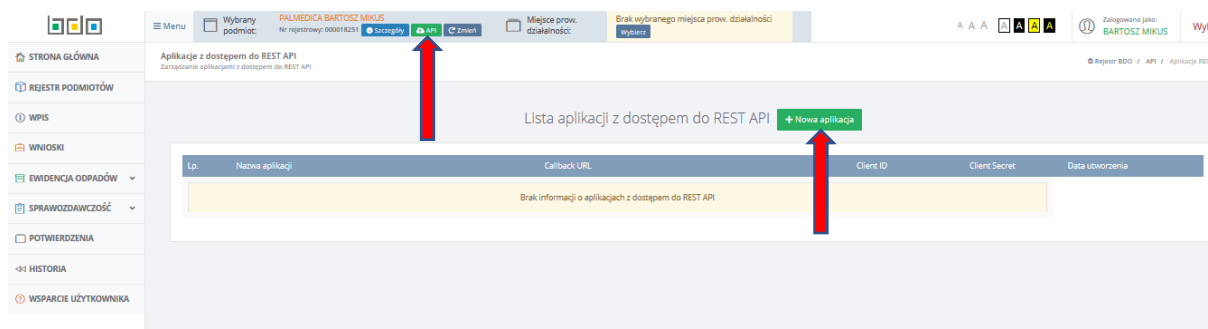 bdo
Menu
Wybrany podmiot:
PALMEDICA BARTOSZ MIKUS
Nr rejestrowy: 000018251 Szczegóły API Zmień
Miejsce prow. działalności:
Brak wybranego miejsca prow. działalności
Wybierz
A A A A A A A
Zalogowano jako:
BARTOSZ MIKUS
STRONA GŁÓWNA
REJESTR PODMIOTÓW
WPIS
WNIOSKI
EWIDENCJA ODPADÓW
SPRAWOZDAWCZOŚĆ
POTWIERDZENIA
HISTORIA
WSPARCIE UŻYTKOWNIKA
Aplikacje z dostępem do REST API
Zarządzanie aplikacjami z dostępem do REST API
Rejestr BDO / API / Aplikacje
Lista aplikacji z dostępem do REST API + Nowa aplikacja
Lp. Nazwa aplikacji Callback URL Client ID Client Secret Data utworzenia
Brak informacji o aplikacjach z dostępem do REST API